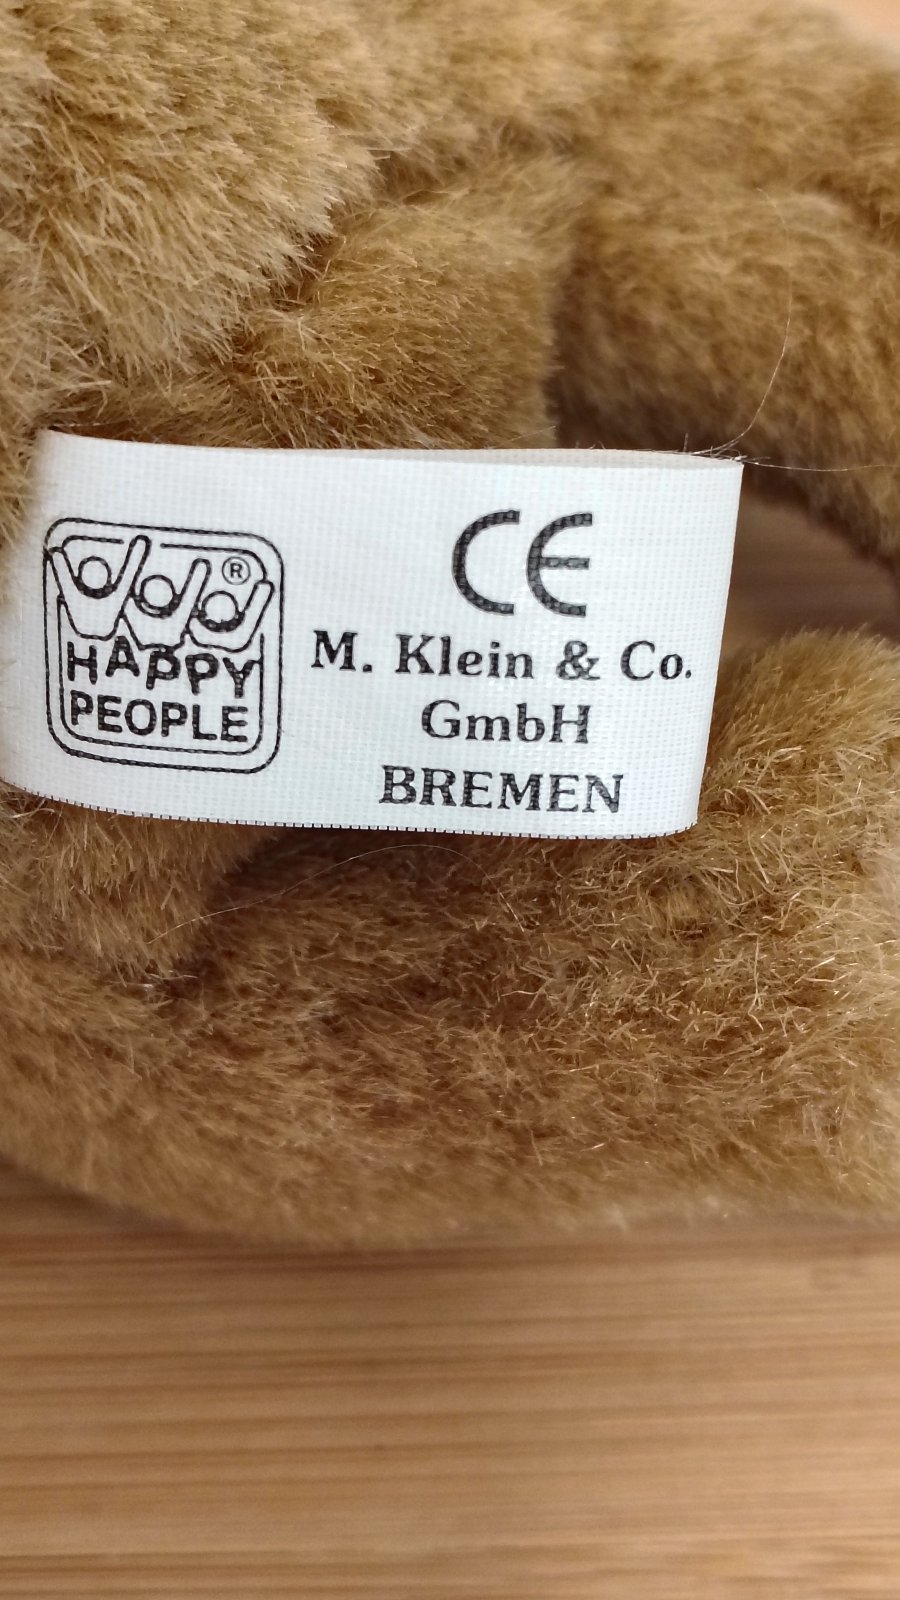 ®
HAPPY
PEOPLE
CE
M. Klein & Co.
GmbH
BREMEN